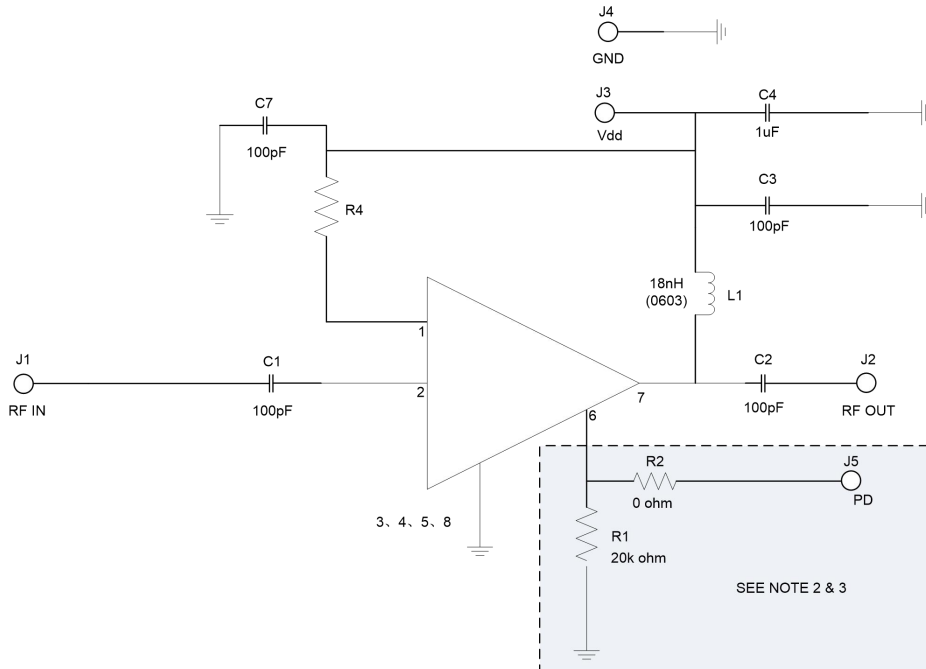 J4
GND
J3
Vdd
C4
1uF
C7
100pF
C3
100pF
R4
18nH
(0603)
L1
1
J1
RF IN
C1
100pF
2
7
C2
100pF
J2
RF OUT
6
R2
0 ohm
J5
PD
3、4、5、8
R1
20k ohm
SEE NOTE 2 & 3